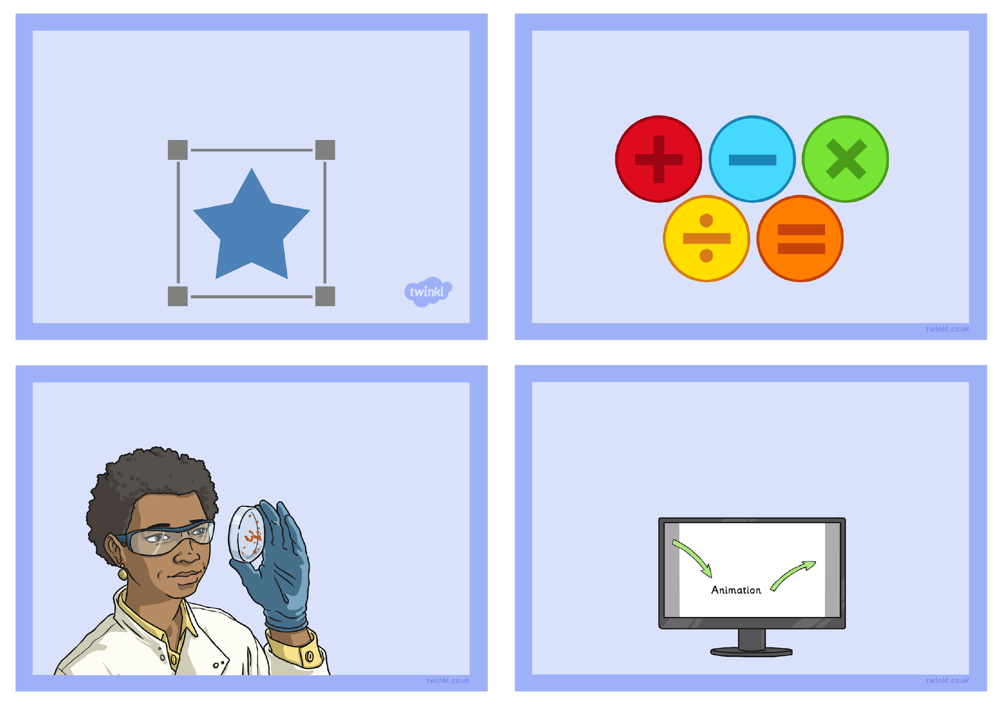 twinkl
+ - ×
÷ =
twinkl.co.uk
twinkl.co.uk
Animation
twinkl.co.uk